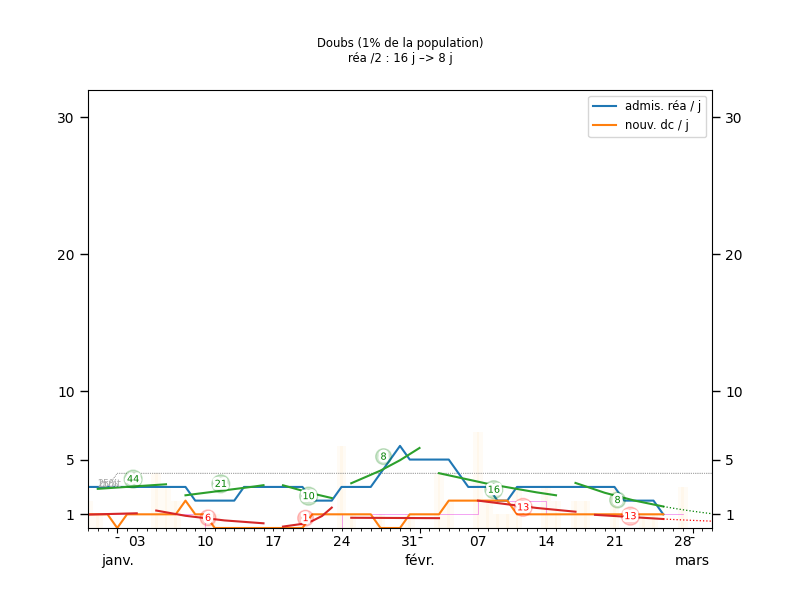 Doubs (1% de la population)
réa /2 : 16 j –> 8 j
admis. réa / j
nouv. dc / j
30 30
20 20
10 10
5 5
1 1
44 21 10 8 16 8
6 1 13 13
03 10 17 24 31 07 14 21 28
janv. févr. mars